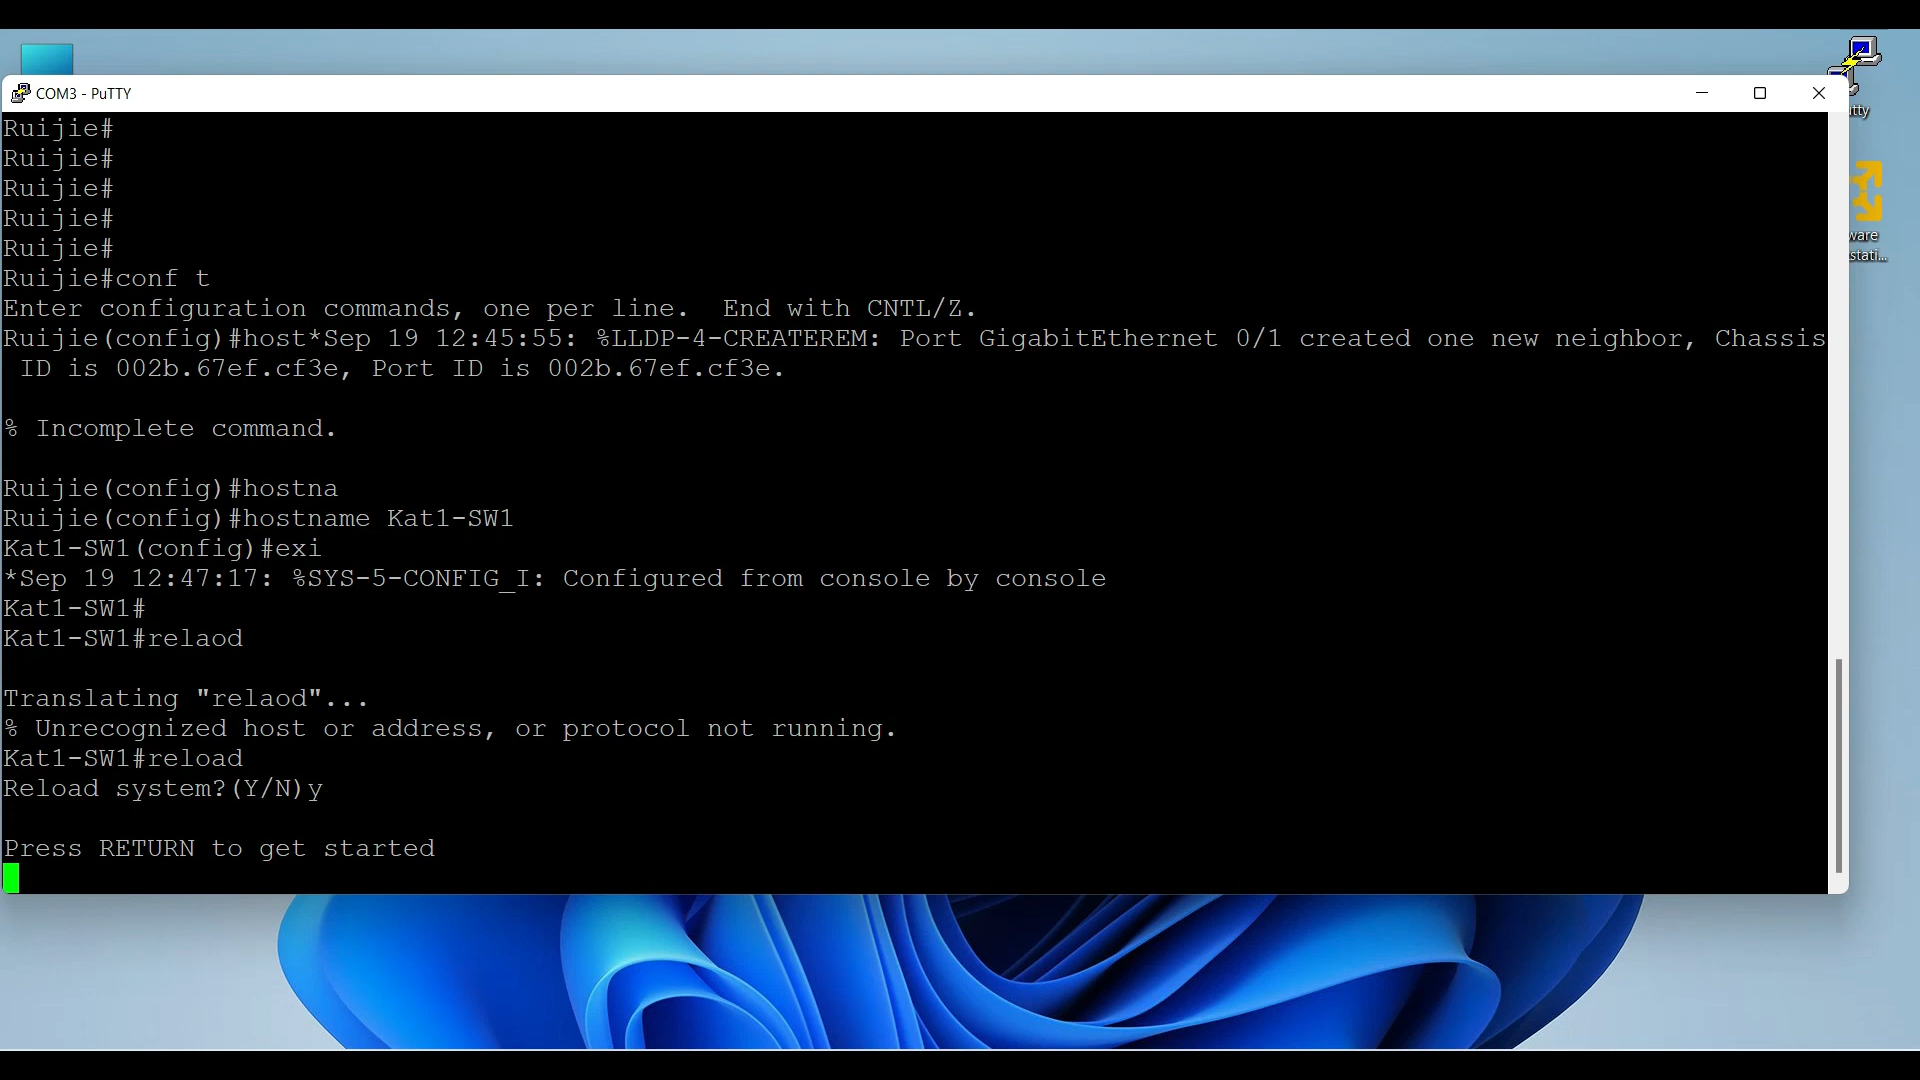 COM3 - PuTTY
Ruijie#
Ruijie#
Ruijie#
Ruijie#
Ruijie#
Ruijie#conf t
Enter configuration commands, one per line.  End with CNTL/Z.
Ruijie(config)#host*Sep 19 12:45:55: %LLDP-4-CREATEREM: Port GigabitEthernet 0/1 created one new neighbor, Chassis
ID is 002b.67ef.cf3e, Port ID is 002b.67ef.cf3e.
% Incomplete command.
Ruijie(config)#hostna
Ruijie(config)#hostname Kat1-SW1
Kat1-SW1(config)#exi
*Sep 19 12:47:17: %SYS-5-CONFIG_I: Configured from console by console
Kat1-SW1#
Kat1-SW1#relaod
Translating "relaod"...
% Unrecognized host or address, or protocol not running.
Kat1-SW1#reload
Reload system?(Y/N)y
Press RETURN to get started
tty
ware
stati...